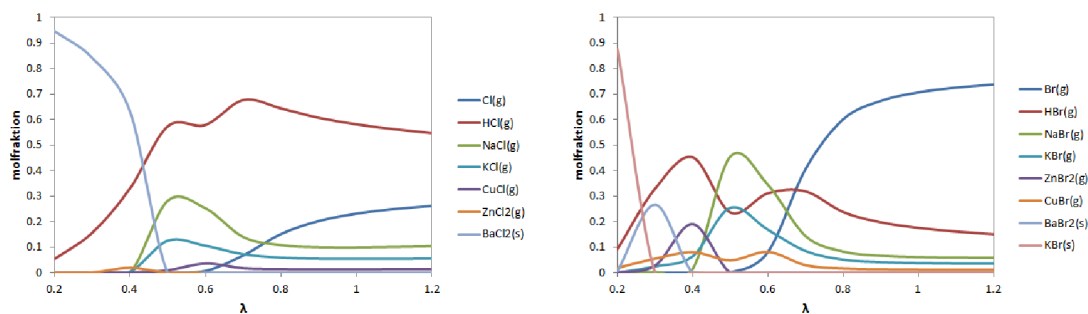 1
0.9
0.8
0.7
0.6
0.5
0.4
0.3
0.2
0.1
0
molfraktion
0.2
0.4
0.6
0.8
1
1.2
λ
Cl(g)
HCl(g)
NaCl(g)
KCl(g)
CuCl(g)
ZnCl2(g)
BaCl2(s)
1
0.9
0.8
0.7
0.6
0.5
0.4
0.3
0.2
0.1
0
molfraktion
0.2
0.4
0.6
0.8
1
1.2
λ
Br(g)
HBr(g)
NaBr(g)
KBr(g)
ZnBr2(g)
CuBr(g)
BaBr2(s)
KBr(s)